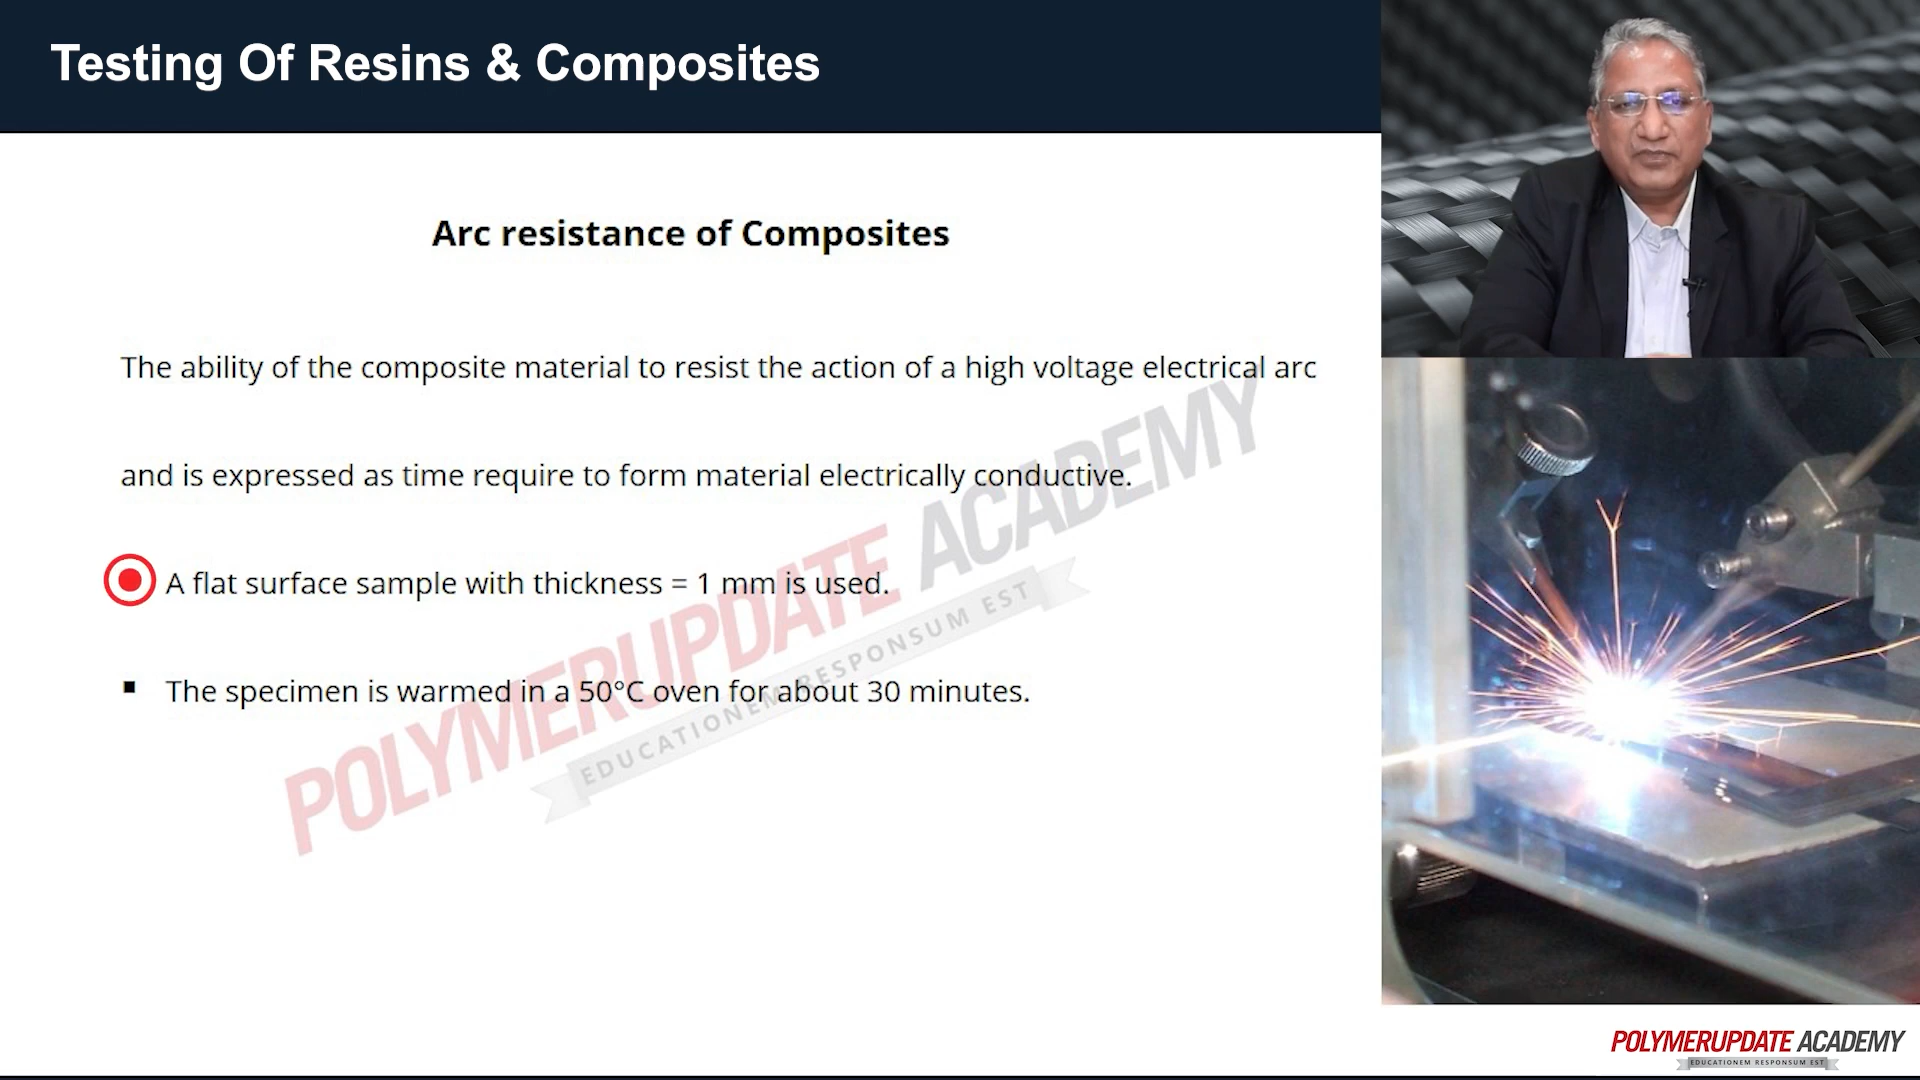 Testing Of Resins & Composites
Arc resistance of Composites
The ability of the composite material to resist the action of a high voltage electrical arc
and is expressed as time require to form material electrically conductive.
A flat surface sample with thickness = 1 mm is used.
▪ The specimen is warmed in a 50°C oven for about 30 minutes.
POLYMERUPDATE ACADEMY
EDUCATIONEM RESPONSUM EST
POLYMERUPDATE ACADEMY
EDUCATIONEM RESPONSUM EST